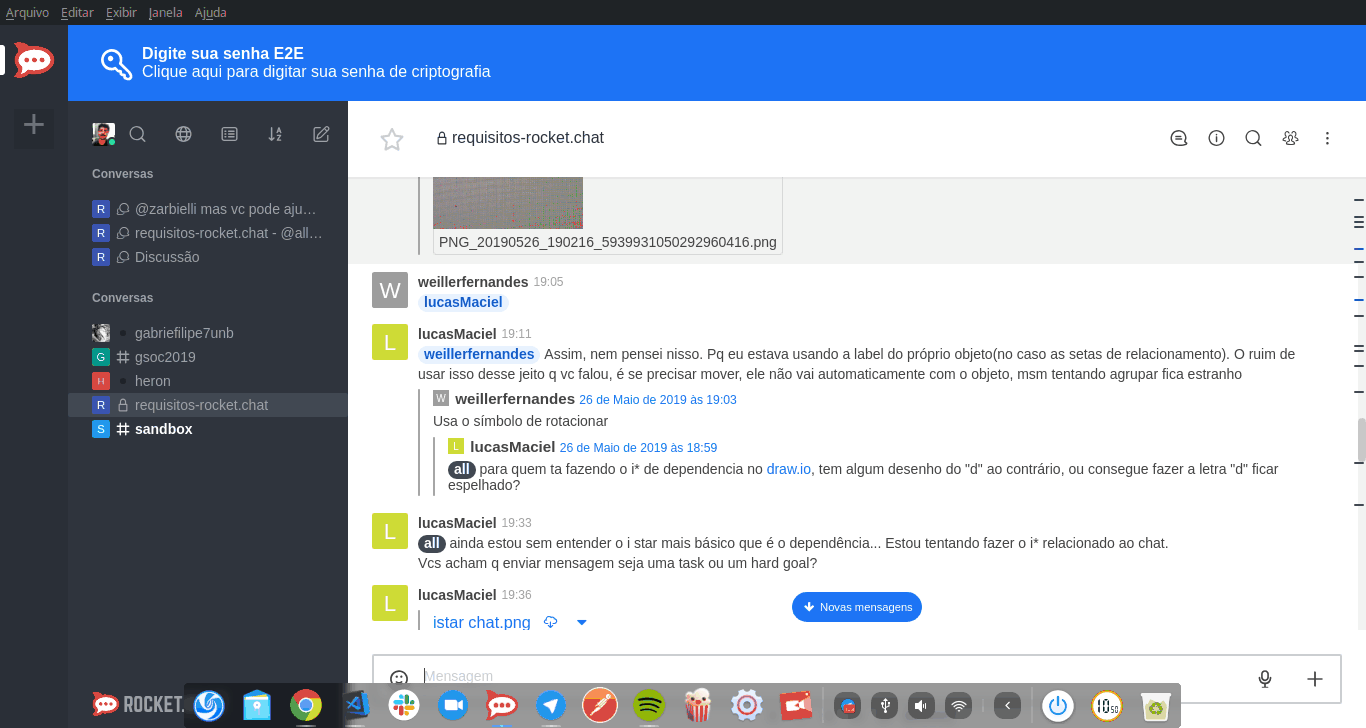 Arquivo Editar Exibir Janela Ajuda
Digite sua senha E2E
Clique aqui para digitar sua senha de criptografia
requisitos-rocket.chat
Conversas
R @zarbielli mas vc pode aju…
R requisitos-rocket.chat - @all…
R Discussão
Conversas
gabriefilipe7unb
G gsoc2019
H heron
R requisitos-rocket.chat
S sandbox
PNG_20190526_190216_5939931050292960416.png
W weillerfernandes 19:05
lucasMaciel
L lucasMaciel 19:11
weillerfernandes Assim, nem pensei nisso. Pq eu estava usando a label do próprio objeto(no caso as setas de relacionamento). O ruim de
usar isso desse jeito q vc falou, é se precisar mover, ele não vai automaticamente com o objeto, msm tentando agrupar fica estranho
W weillerfernandes 26 de Maio de 2019 às 19:03
Usa o símbolo de rotacionar
L lucasMaciel 26 de Maio de 2019 às 18:59
all para quem ta fazendo o i* de dependencia no draw.io, tem algum desenho do "d" ao contrário, ou consegue fazer a letra "d" ficar
espelhado?
L lucasMaciel 19:33
all ainda estou sem entender o i star mais básico que é o dependência... Estou tentando fazer o i* relacionado ao chat.
Vcs acham q enviar mensagem seja uma task ou um hard goal?
L lucasMaciel 19:36
istar chat.png
Novas mensagens
Mensagem
ROCKET.
10:50